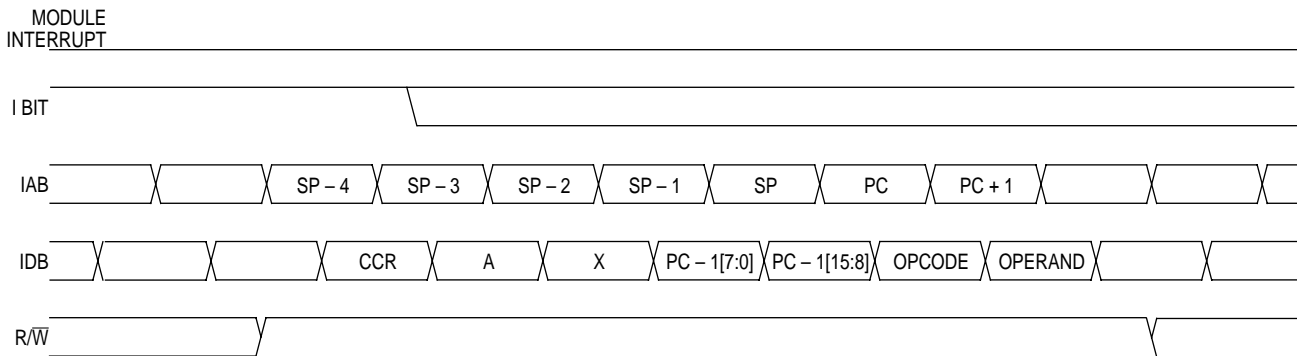 MODULE
INTERRUPT
I BIT
IAB SP – 4 SP – 3 SP – 2 SP – 1 SP PC PC + 1
IDB CCR A X PC – 1[7:0] PC – 1[15:8] OPCODE OPERAND
R/W̅